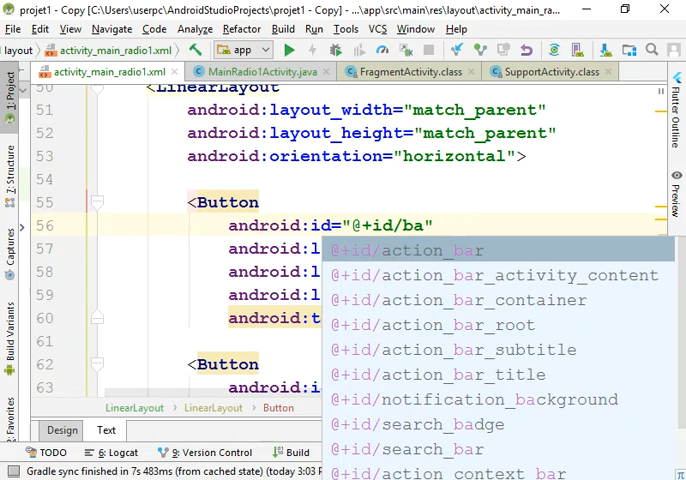 projet1 - Copy [C:\Users\userpc\AndroidStudioProjects\projet1 - Copy] - ...\app\src\main\res\layout\activity_main_ra...
File Edit View Navigate Code Analyze Refactor Build Run Tools VCS Window Help
layout activity_main_radio1.xml app
activity_main_radio1.xml MainRadio1Activity.java FragmentActivity.class SupportActivity.class
50 <LinearLayout
51 android:layout_width="match_parent"
52 android:layout_height="match_parent"
53 android:orientation="horizontal">
54
55 <Button
56 android:id="@+id/ba"
57 android:l
58 android:l
59 android:l
60 android:t
61
62 <Button
63 android:i
@+id/action_bar
@+id/action_bar_activity_content
@+id/action_bar_container
@+id/action_bar_root
@+id/action_bar_subtitle
@+id/action_bar_title
@+id/notification_background
@+id/search_badge
@+id/search_bar
@+id/action_context_bar
1: Project
7: Structure
Captures
Build Variants
Favorites
Flutter Outline
Preview
LinearLayout LinearLayout Button
Design Text
TODO 6: Logcat 9: Version Control Build
Gradle sync finished in 7s 483ms (from cached state) (today 3:03 P